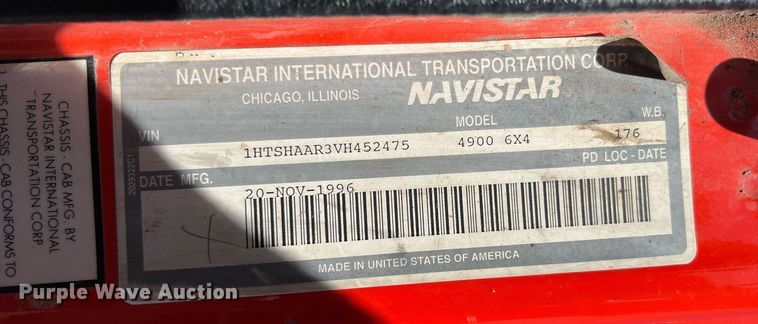 NAVISTAR INTERNATIONAL TRANSPORTATION CORP.
CHICAGO, ILLINOIS NAVISTAR
VIN MODEL W.B.
1HTSHAAR3VH452475 4900 6X4 176
DATE MFG. PD LOC - DATE
20-NOV-1996
MADE IN UNITED STATES OF AMERICA
2029322C1
CHASSIS - CAB MFG. BY
NAVISTAR INTERNATIONAL
TRANSPORTATION CORP.
THIS CHASSIS - CAB CONFORMS TO
Purple Wave Auction